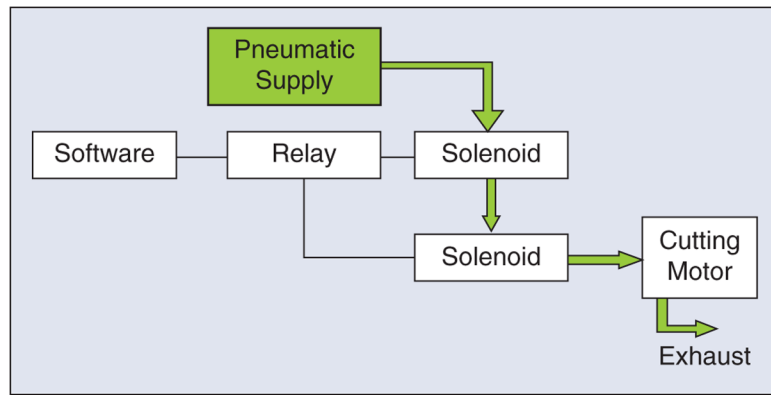 Pneumatic
Supply
Software
Relay
Solenoid
Solenoid
Cutting
Motor
Exhaust